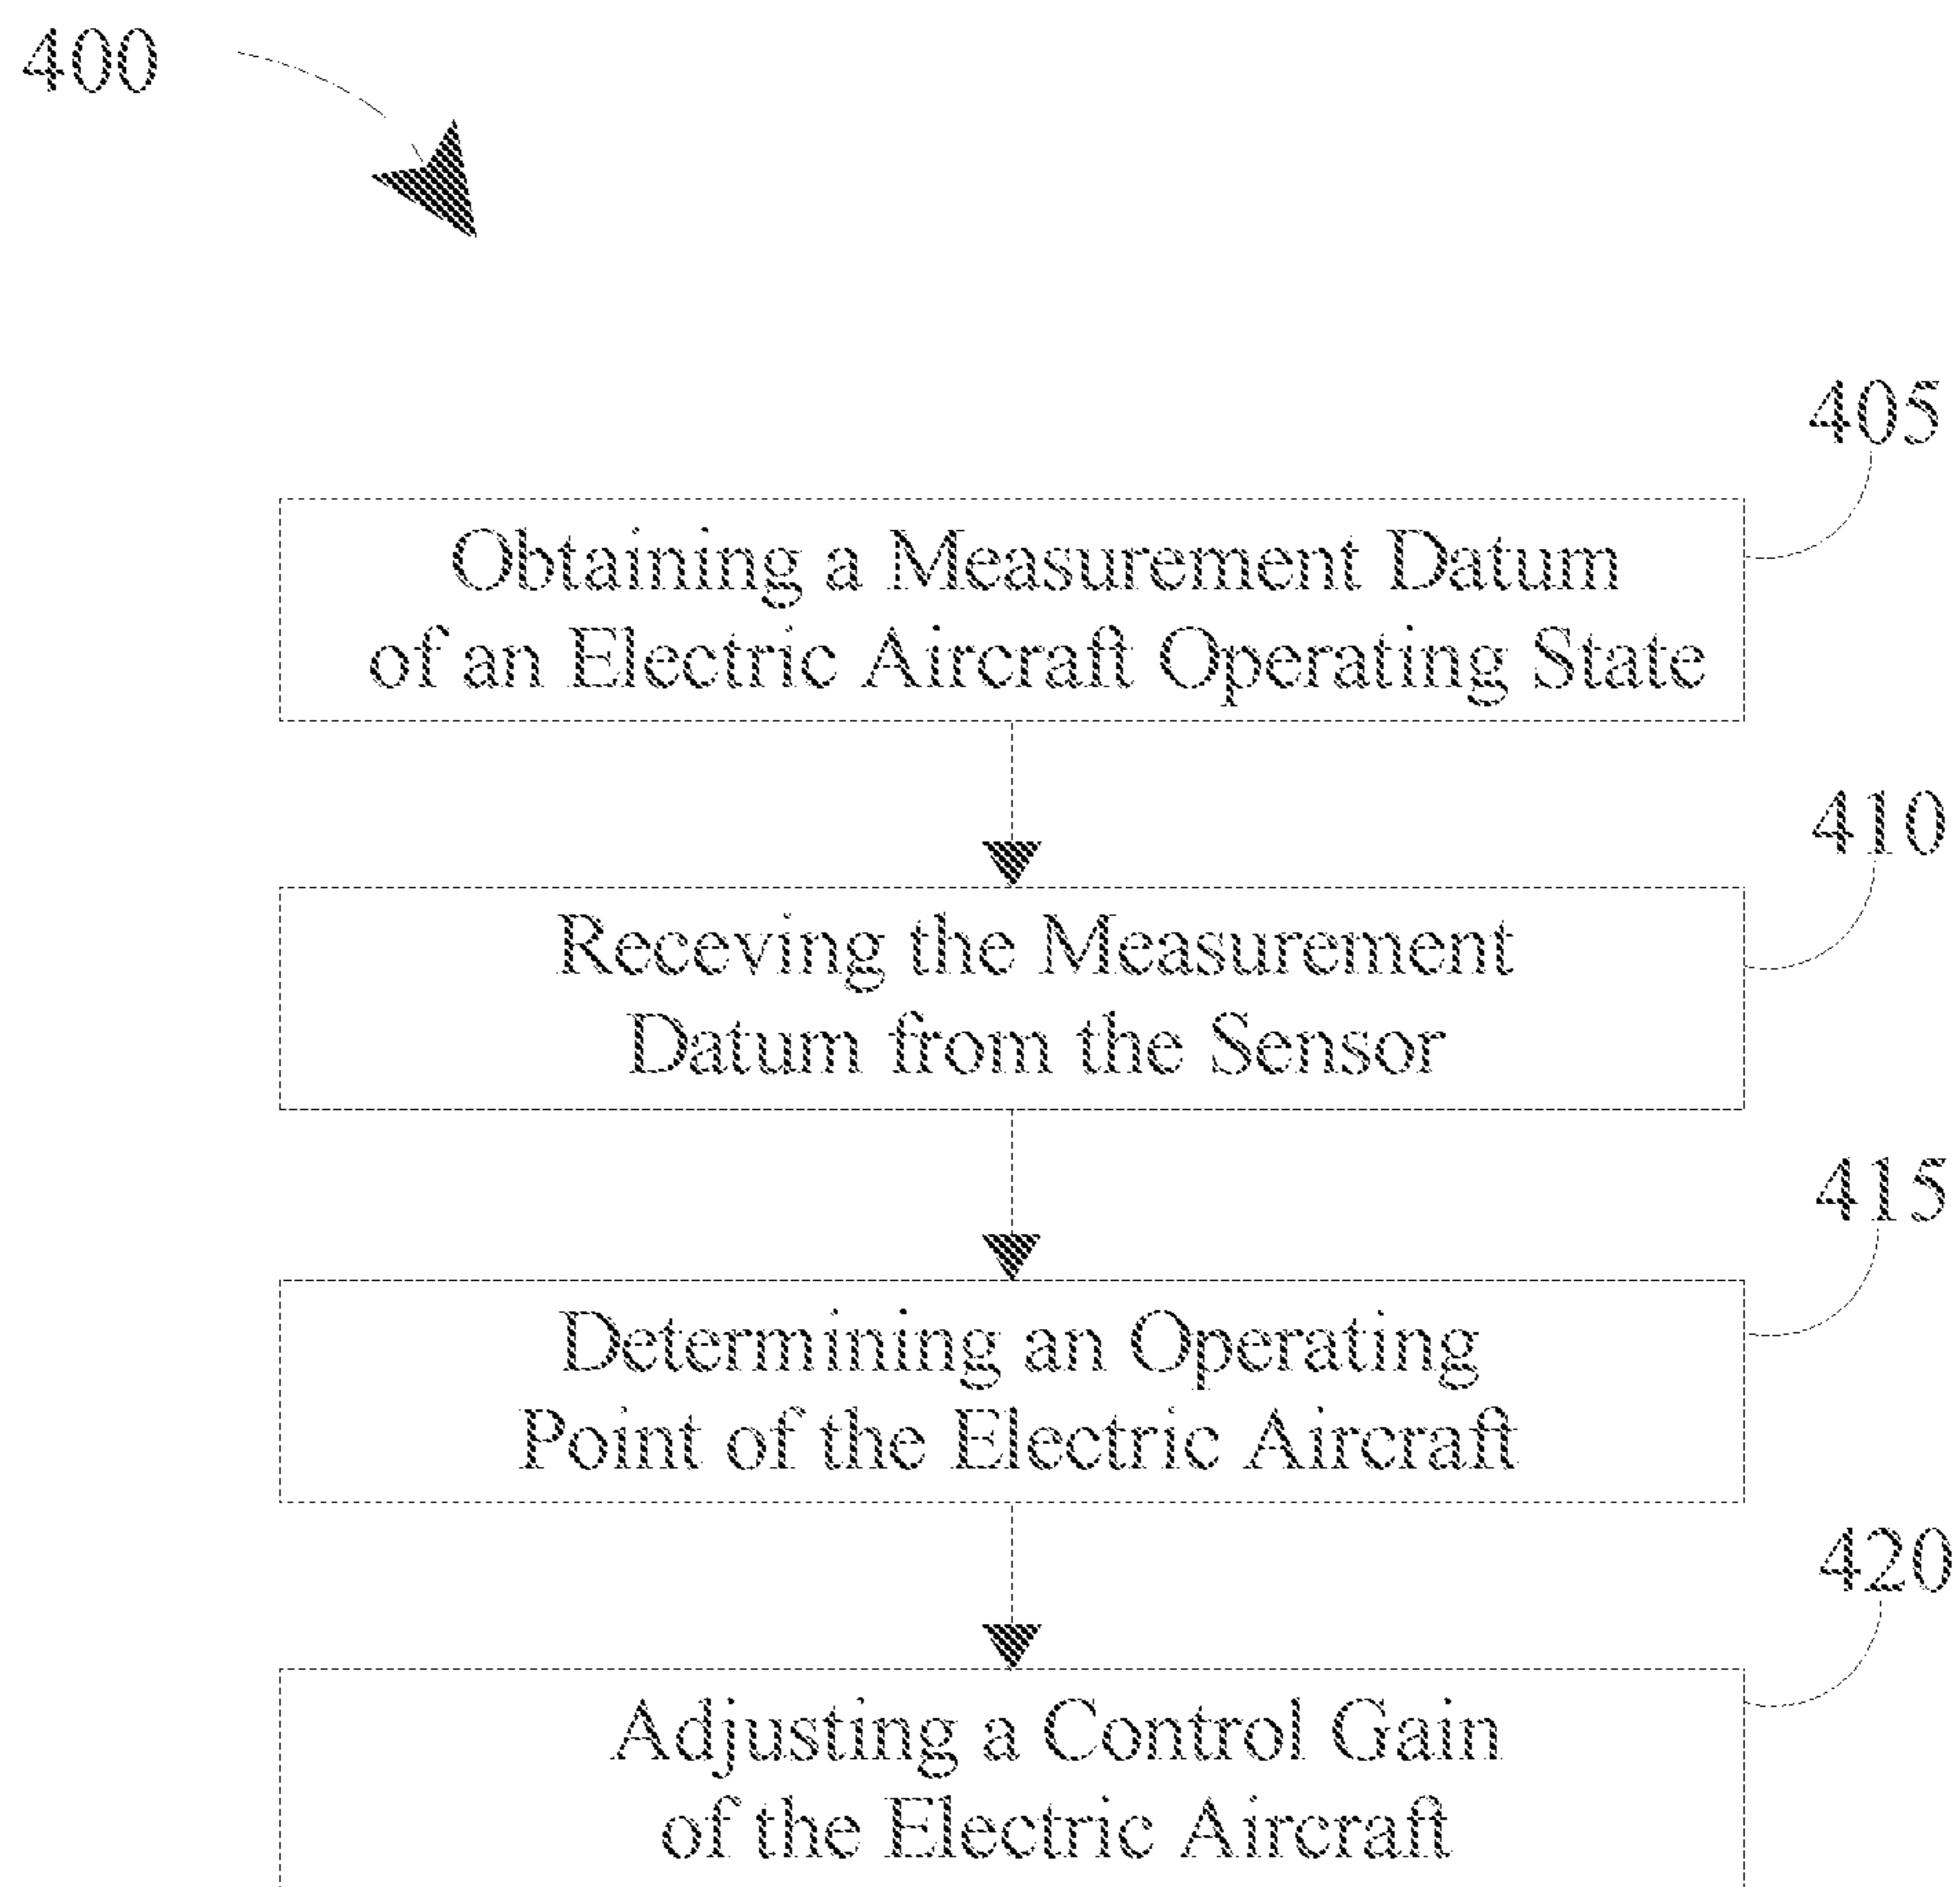 400
405
Obtaining a Measurement Datum
of an Electric Aircraft Operating State
410
Receving the Measurement
Datum from the Sensor
415
Determining an Operating
Point of the Electric Aircraft
420
Adjusting a Control Gain
of the Electric Aircraft